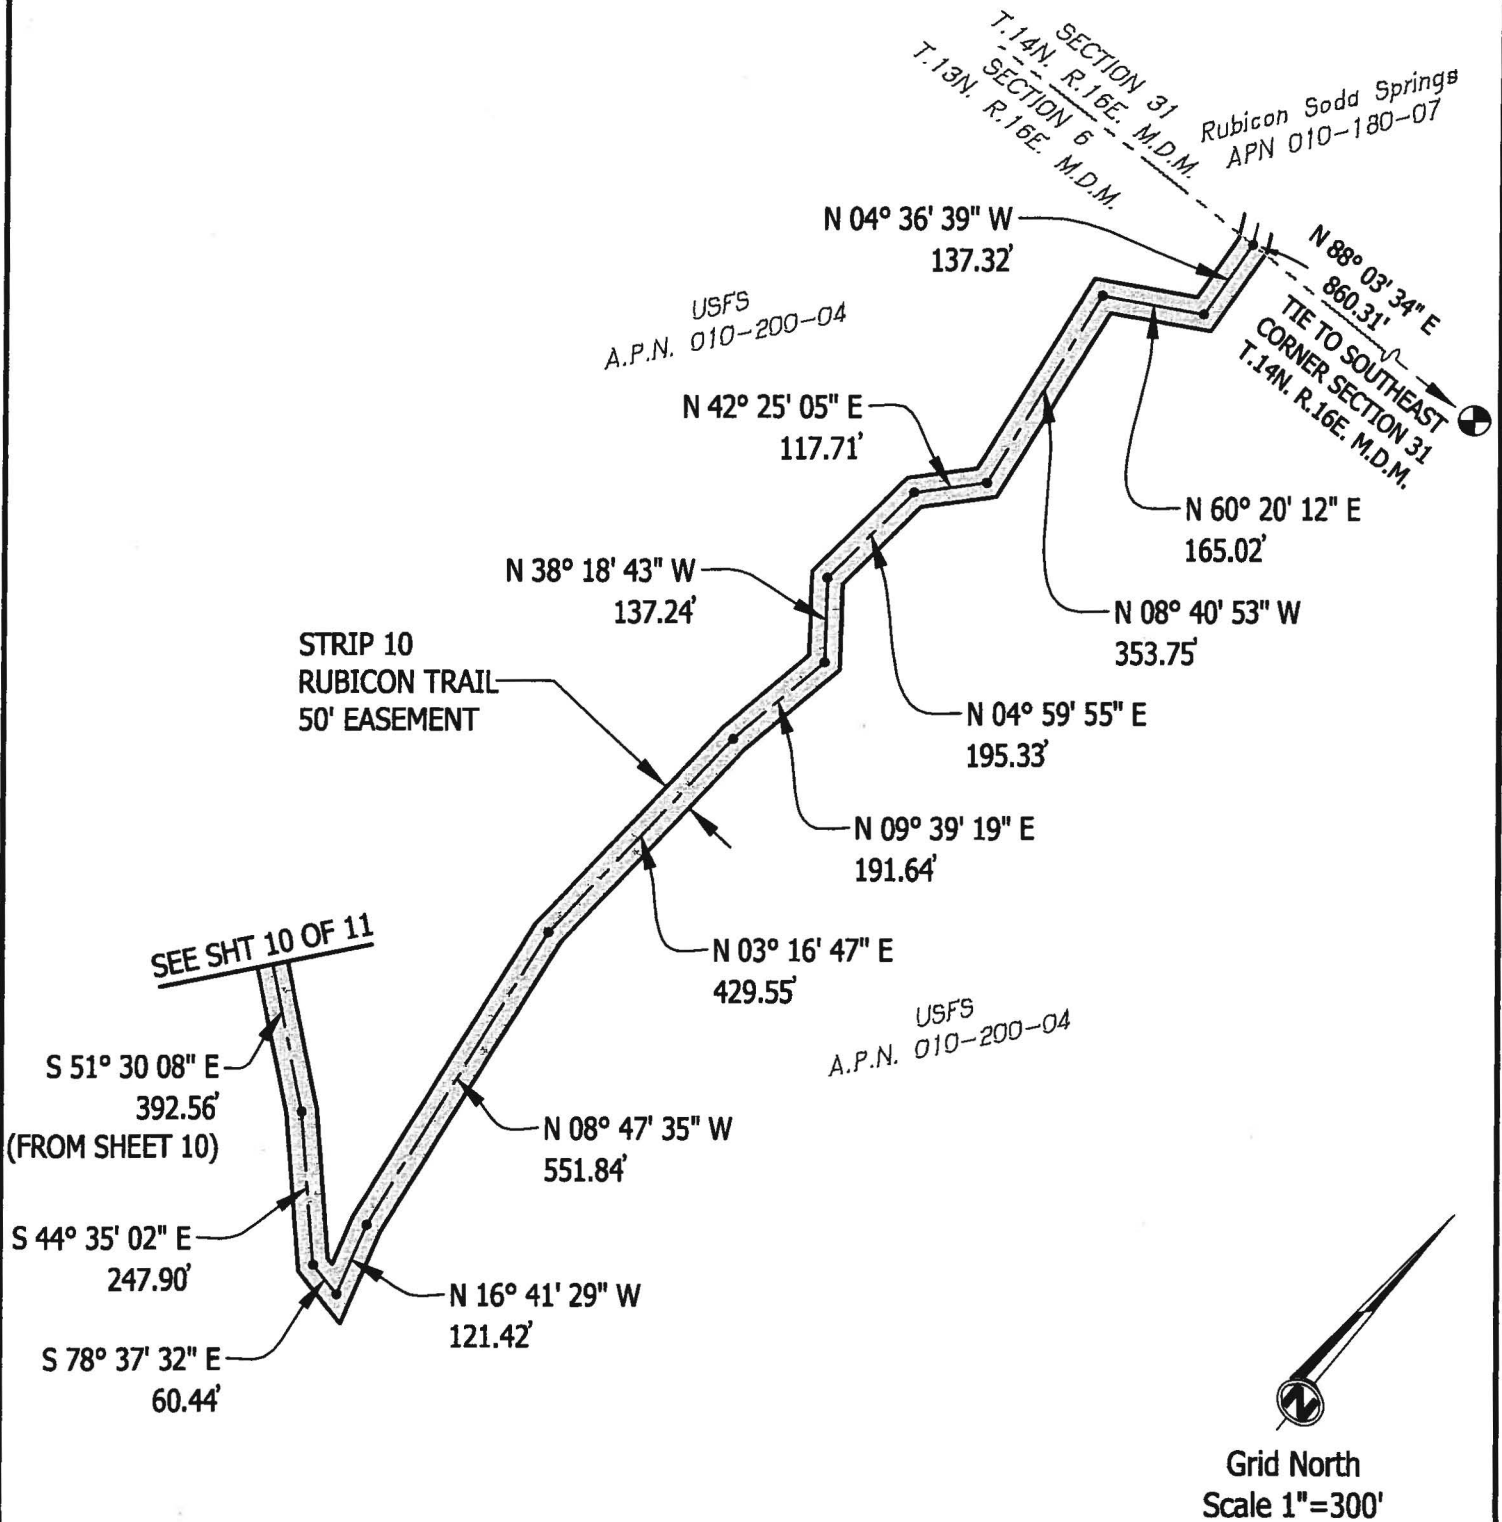 SECTION 31
T.14N. R.16E. M.D.M.
SECTION 6
T.13N. R.16E. M.D.M.
Rubicon Soda Springs
APN 010-180-07
N 04° 36' 39" W
137.32'
N 88° 03' 34" E
860.31'
TIE TO SOUTHEAST
CORNER SECTION 31
T.14N. R.16E. M.D.M.
USFS
A.P.N. 010-200-04
N 42° 25' 05" E
117.71'
N 60° 20' 12" E
165.02'
N 38° 18' 43" W
137.24'
N 08° 40' 53" W
353.75'
STRIP 10
RUBICON TRAIL
50' EASEMENT
N 04° 59' 55" E
195.33'
N 09° 39' 19" E
191.64'
SEE SHT 10 OF 11
N 03° 16' 47" E
429.55'
USFS
A.P.N. 010-200-04
S 51° 30 08" E
392.56'
(FROM SHEET 10)
N 08° 47' 35" W
551.84'
S 44° 35' 02" E
247.90'
N 16° 41' 29" W
121.42'
S 78° 37' 32" E
60.44'
N
Grid North
Scale 1"=300'